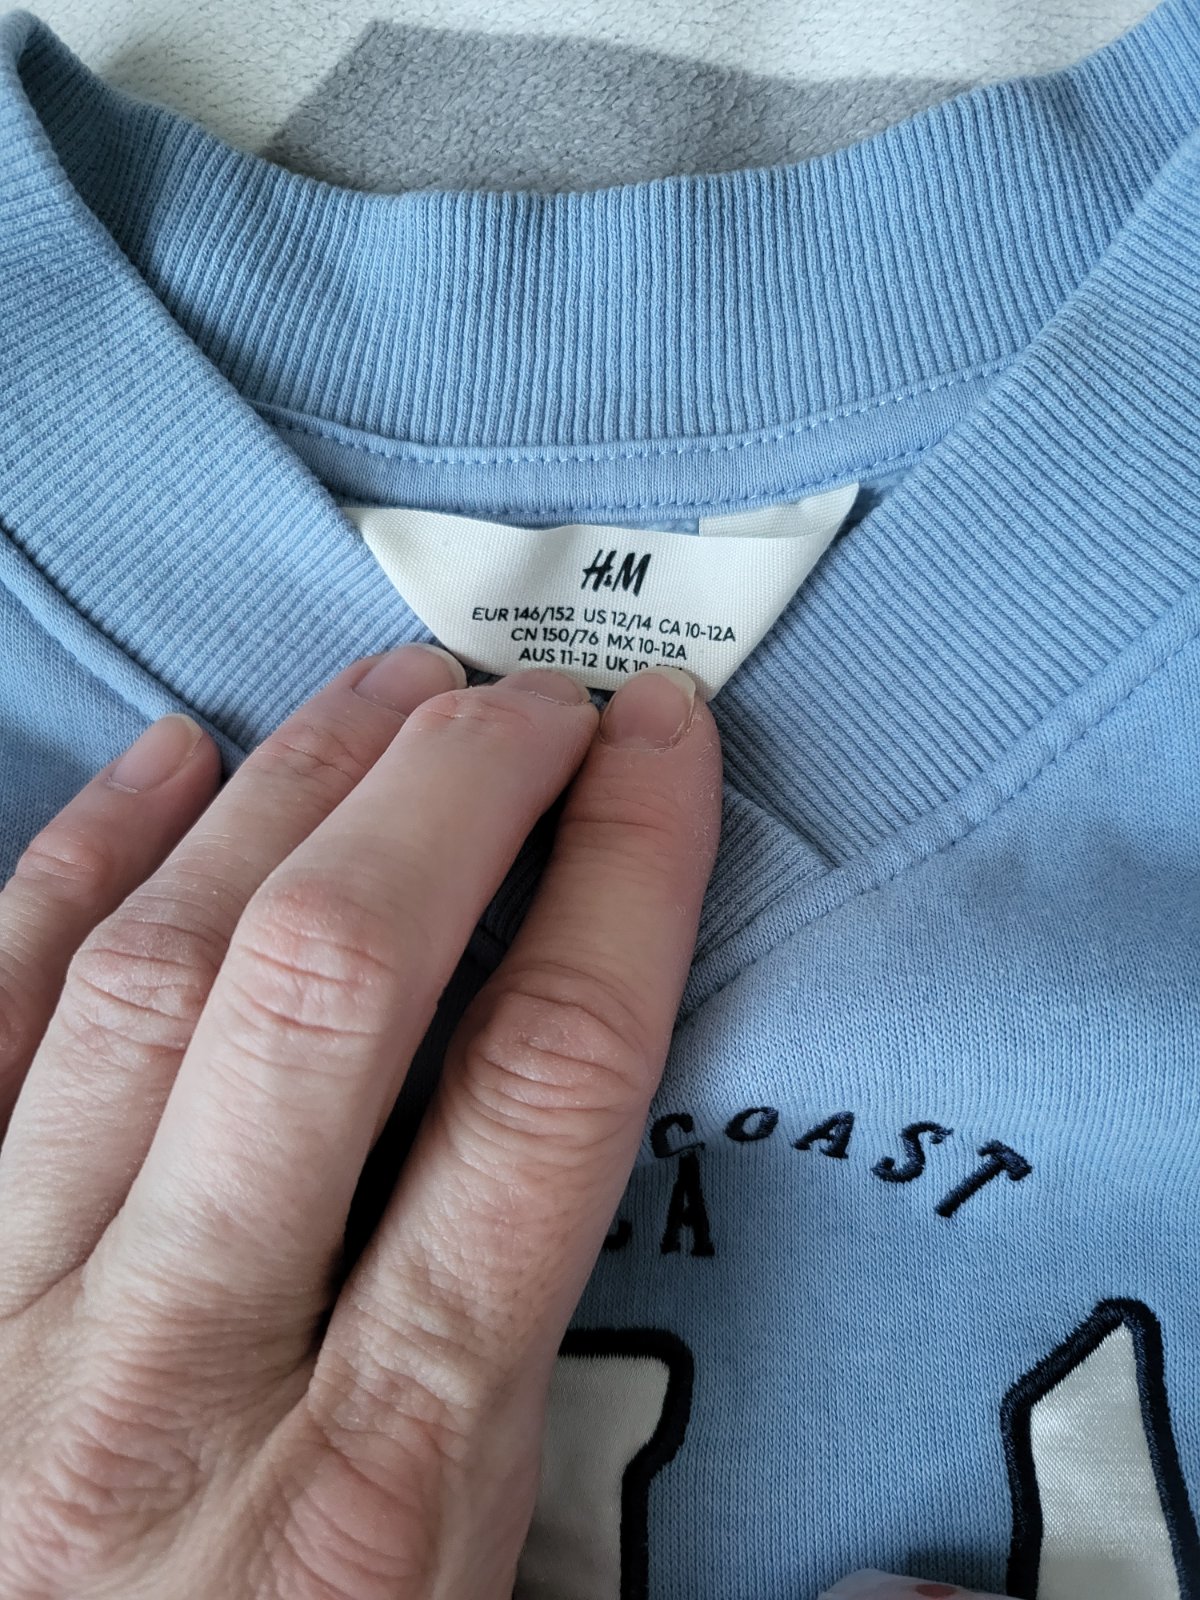 H&M
EUR 146/152 US 12/14 CA 10-12A
CN 150/76 MX 10-12A
AUS 11-12 UK
COAST